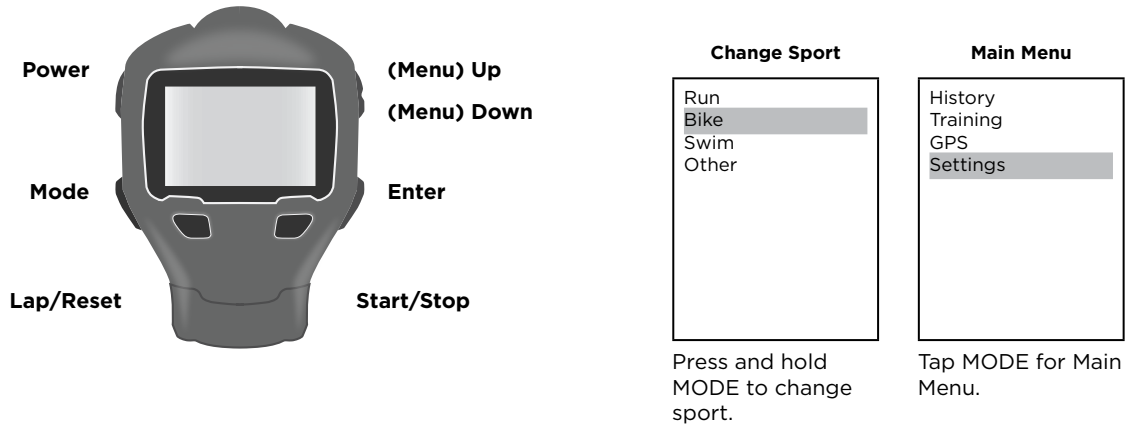 Power
(Menu) Up
(Menu) Down
Mode
Enter
Lap/Reset
Start/Stop
Change Sport
Run
Bike
Swim
Other
Press and hold
MODE to change
sport.
Main Menu
History
Training
GPS
Settings
Tap MODE for Main
Menu.